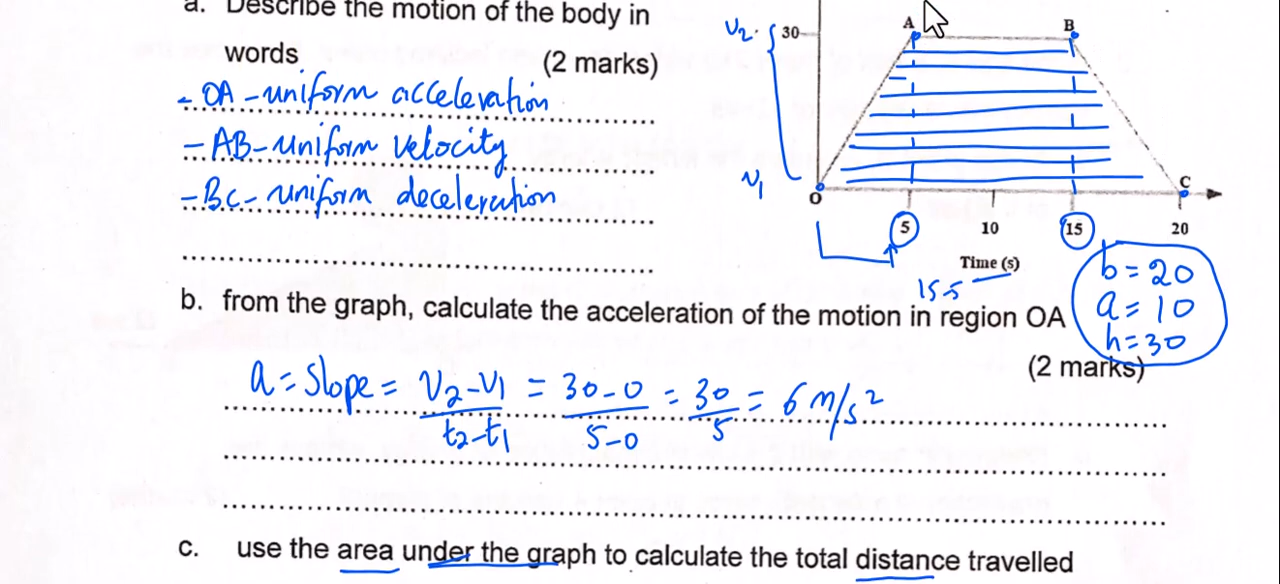 a. Describe the motion of the body in
words (2 marks)
- OA - uniform acceleration
- AB - uniform velocity
- BC - uniform deceleration
V2. 30
V1
A
B
O
C
5 10 15 20
Time (s)
15-5
b = 20
a = 10
h = 30
b. from the graph, calculate the acceleration of the motion in region OA
(2 marks)
a = Slope = V2-V1 / t2-t1 = 30-0 / 5-0 = 30 / 5 = 6 m/s²
c. use the area under the graph to calculate the total distance travelled